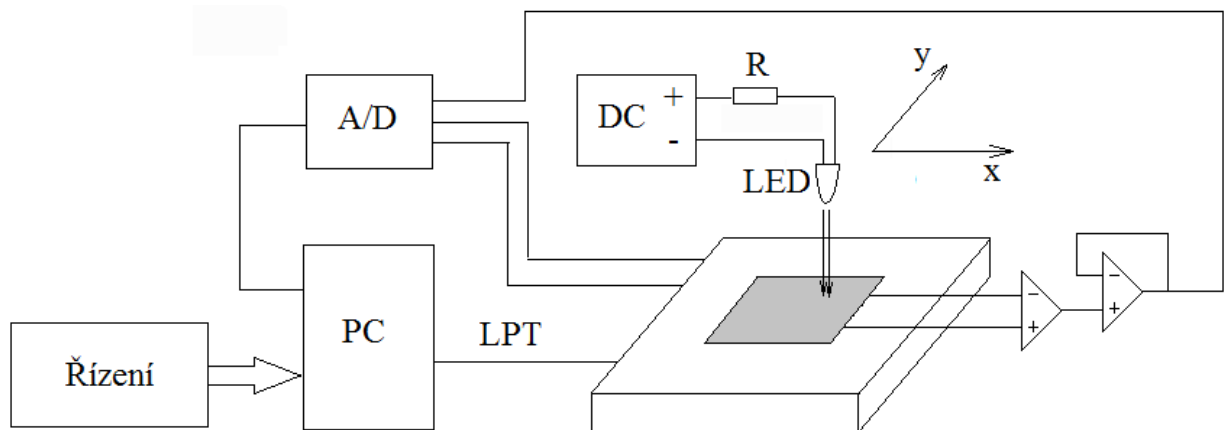 A/D
DC
+
-
R
LED
y
x
PC
LPT
Řízení
−
+
−
+